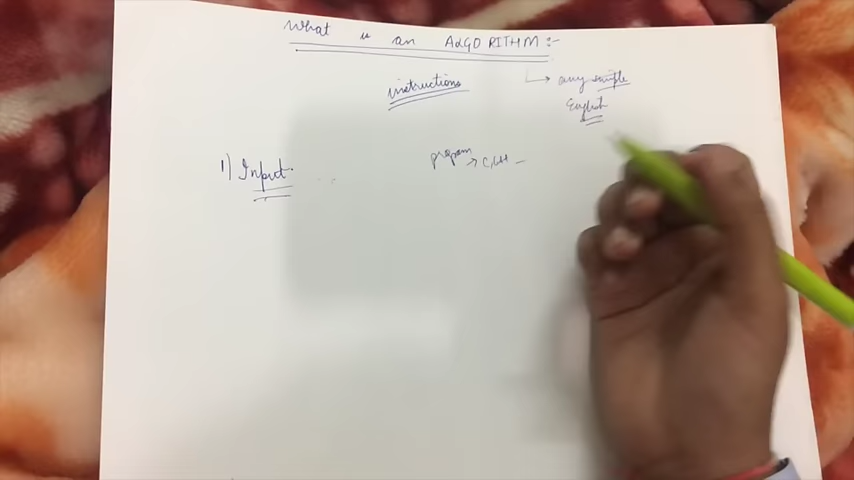 What is an ALGORITHM :-
instructions
→ any simple
English
1) Input
program
→ C,